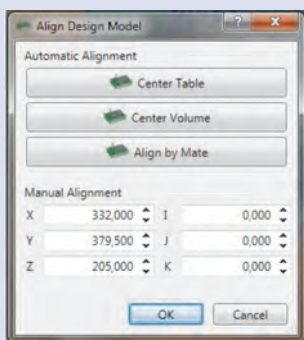 Align Design Model
Automatic Alignment
Center Table
Center Volume
Align by Mate
Manual Alignment
X 332,000 I 0,000
Y 379,500 J 0,000
Z 205,000 K 0,000
OK Cancel